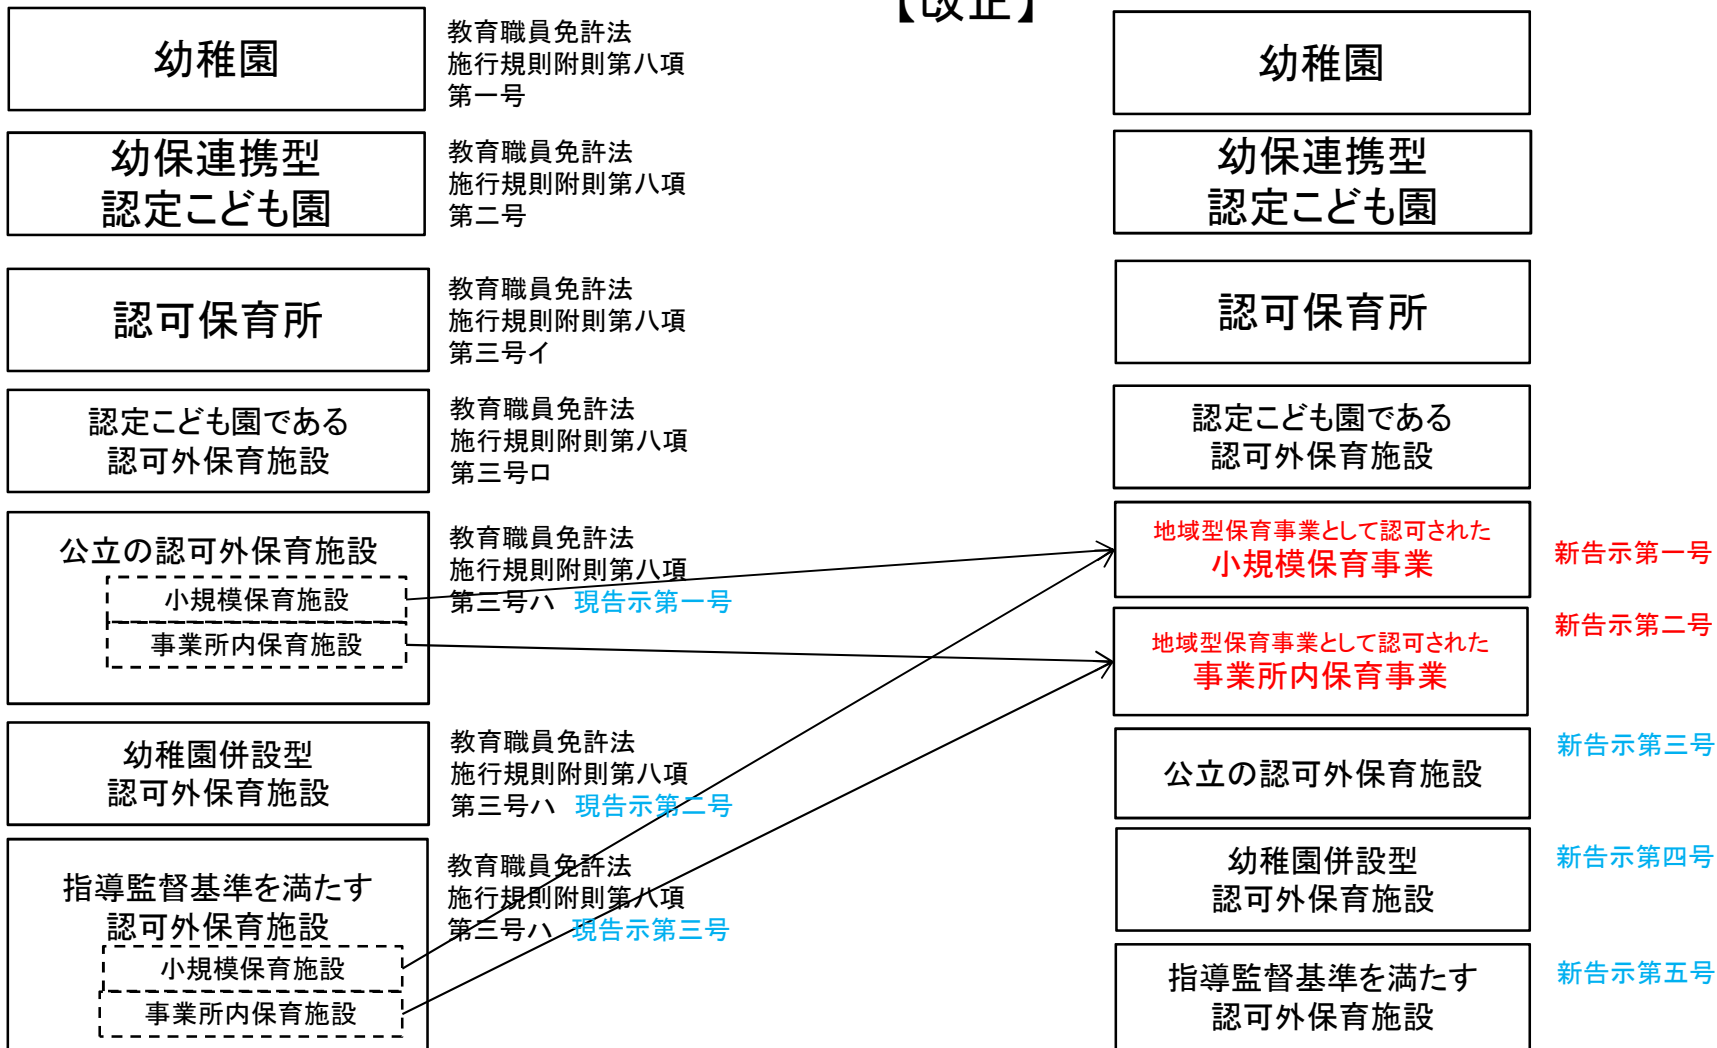 【改正】
幼稚園
教育職員免許法
施行規則附則第八項
第一号
幼保連携型
認定こども園
教育職員免許法
施行規則附則第八項
第二号
認可保育所
教育職員免許法
施行規則附則第八項
第三号イ
認定こども園である
認可外保育施設
教育職員免許法
施行規則附則第八項
第三号ロ
公立の認可外保育施設
小規模保育施設
事業所内保育施設
教育職員免許法
施行規則附則第八項
第三号ハ 現告示第一号
幼稚園併設型
認可外保育施設
教育職員免許法
施行規則附則第八項
第三号ハ 現告示第二号
指導監督基準を満たす
認可外保育施設
小規模保育施設
事業所内保育施設
教育職員免許法
施行規則附則第八項
第三号ハ 現告示第三号
幼稚園
幼保連携型
認定こども園
認可保育所
認定こども園である
認可外保育施設
地域型保育事業として認可された
小規模保育事業
新告示第一号
地域型保育事業として認可された
事業所内保育事業
新告示第二号
公立の認可外保育施設
新告示第三号
幼稚園併設型
認可外保育施設
新告示第四号
指導監督基準を満たす
認可外保育施設
新告示第五号